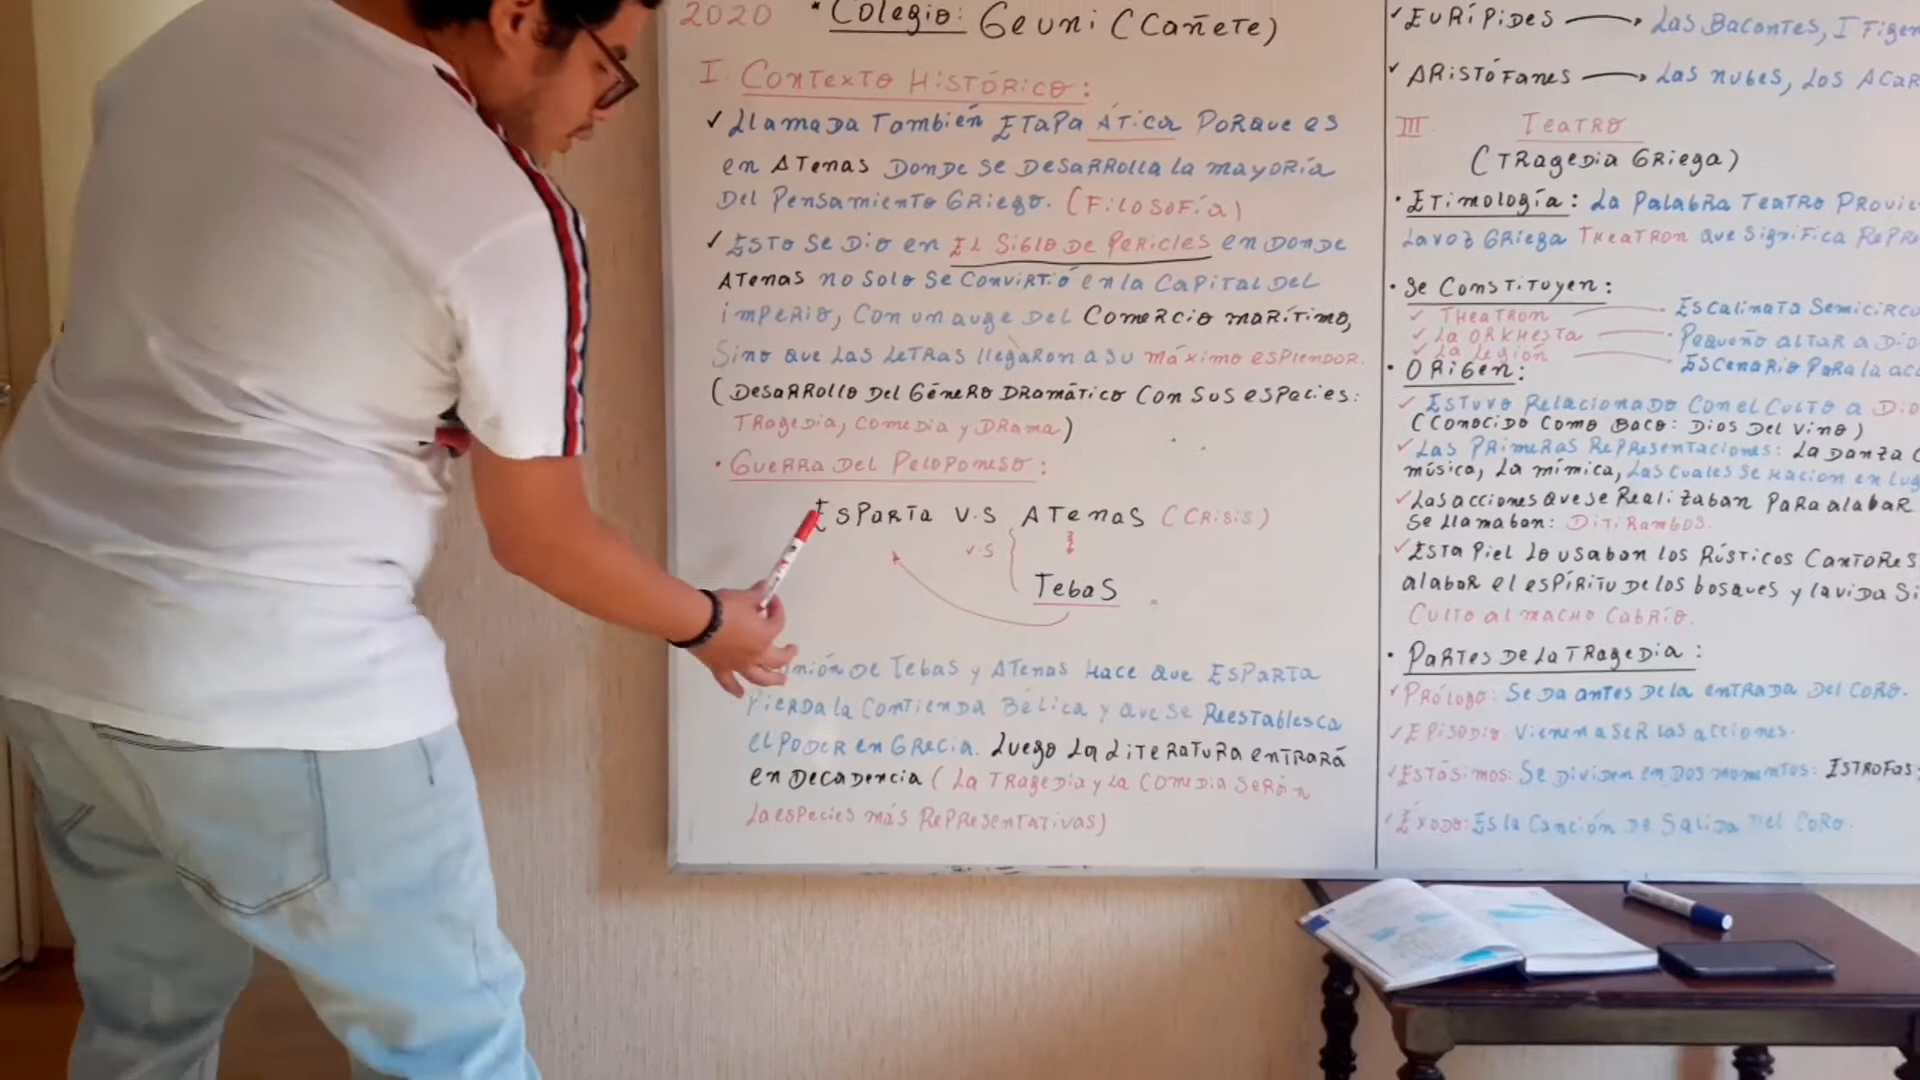 2020 * Colegio: Geuni (Cañete)
I. Contexto Histórico:
✓ Llamada también Etapa Ática porque es
en Atenas donde se desarrolla la mayoría
del pensamiento griego. (Filosofía)
✓ Esto se dio en El Siglo de Pericles en donde
Atenas no solo se convirtió en la capital del
imperio, con un auge del comercio marítimo,
sino que las letras llegaron a su máximo esplendor.
(Desarrollo del género dramático con sus especies:
Tragedia, comedia y drama)
• Guerra del Peloponeso:
Esparta V.S Atenas (Crisis)
V.S
Tebas
de Tebas y Atenas hace que Esparta
pierda la contienda bélica y que se reestablesca
el poder en Grecia. Luego la literatura entrará
en decadencia (La tragedia y la comedia serán
la especies más representativas)
✓ Eurípides → Las Bacantes, I
✓ Aristófanes → Las nubes, Los
III. Teatro
(Tragedia Griega)
• Etimología: La palabra teatro
la voz griega Theatron que significa
• Se Constituyen:
✓ Theatron Escalinata
✓ La Orkhesta Pequeño altar a
✓ La Legión Escenario para la
• Origen:
✓ Estuvo relacionado con el culto a
(Conocido como Baco: Dios del vino)
✓ Las primeras representaciones: La danza
música, la mímica, las cuales se hacian en
✓ Las acciones que se realizaban para alabar
se llamaban: Ditirambos.
✓ Esta piel lo usaban los rústicos cantores
alabar el espíritu de los bosques y la vida
Culto al macho cabrío.
• Partes de la Tragedia:
✓ Prólogo: Se da antes de la entrada del coro.
✓ Episodio: Vienen a ser las acciones.
✓ Estásimos: Se dividen en dos momentos: Estrofas
✓ Éxodo: Es la canción de salida del coro.